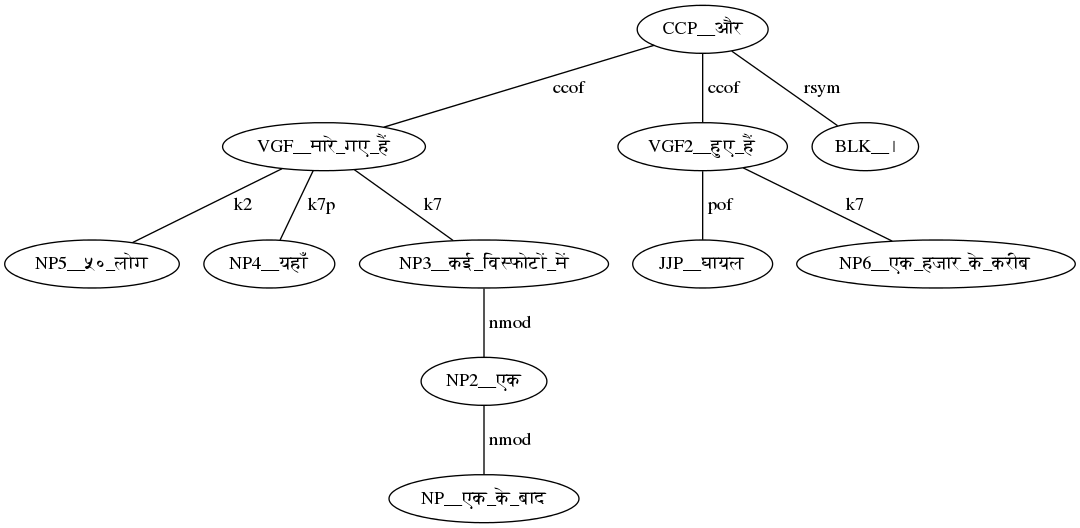 CCP__और
ccof ccof rsym
VGF__मारे_गए_हैं VGF2__हुए_हैं BLK__।
k2 k7p k7 pof k7
NP5__५०_लोग NP4__यहाँ NP3__कई_विस्फोटों_में JJP__घायल NP6__एक_हजार_के_करीब
nmod
NP2__एक
nmod
NP__एक_के_बाद